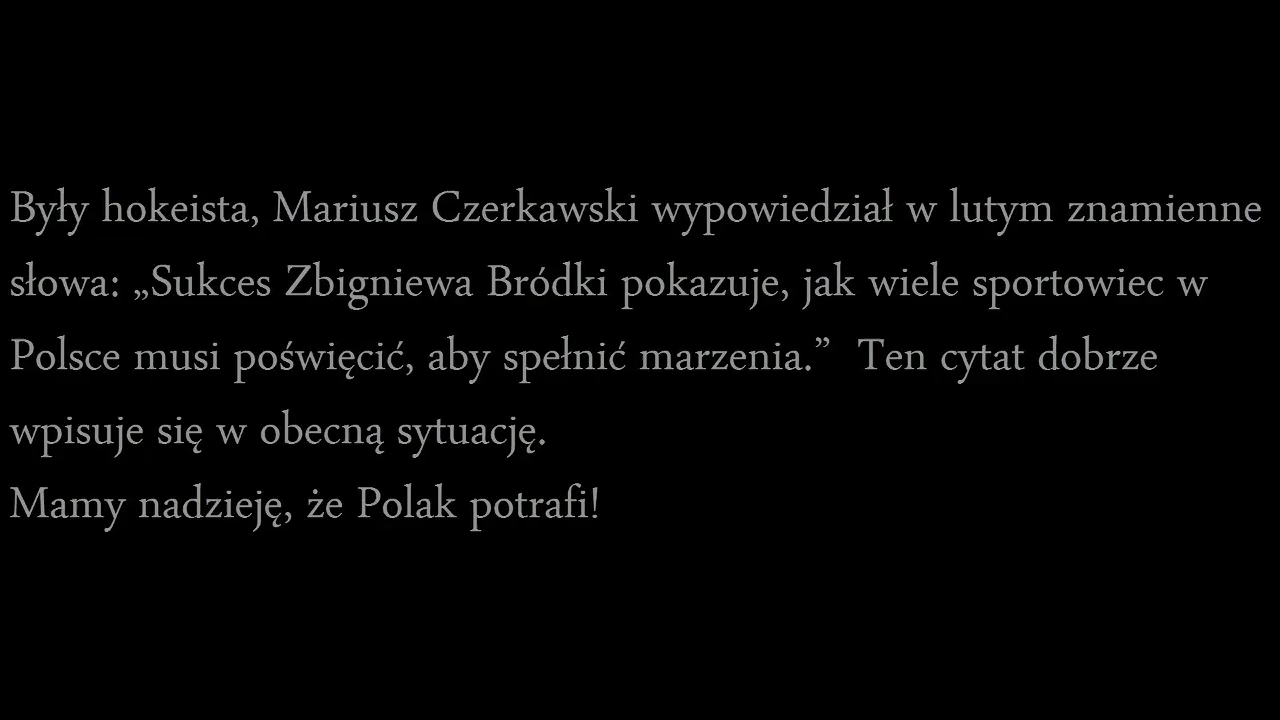 Były hokeista, Mariusz Czerkawski wypowiedział w lutym znamienne
słowa: „Sukces Zbigniewa Bródki pokazuje, jak wiele sportowiec w
Polsce musi poświęcić, aby spełnić marzenia.”  Ten cytat dobrze
wpisuje się w obecną sytuację.
Mamy nadzieję, że Polak potrafi!